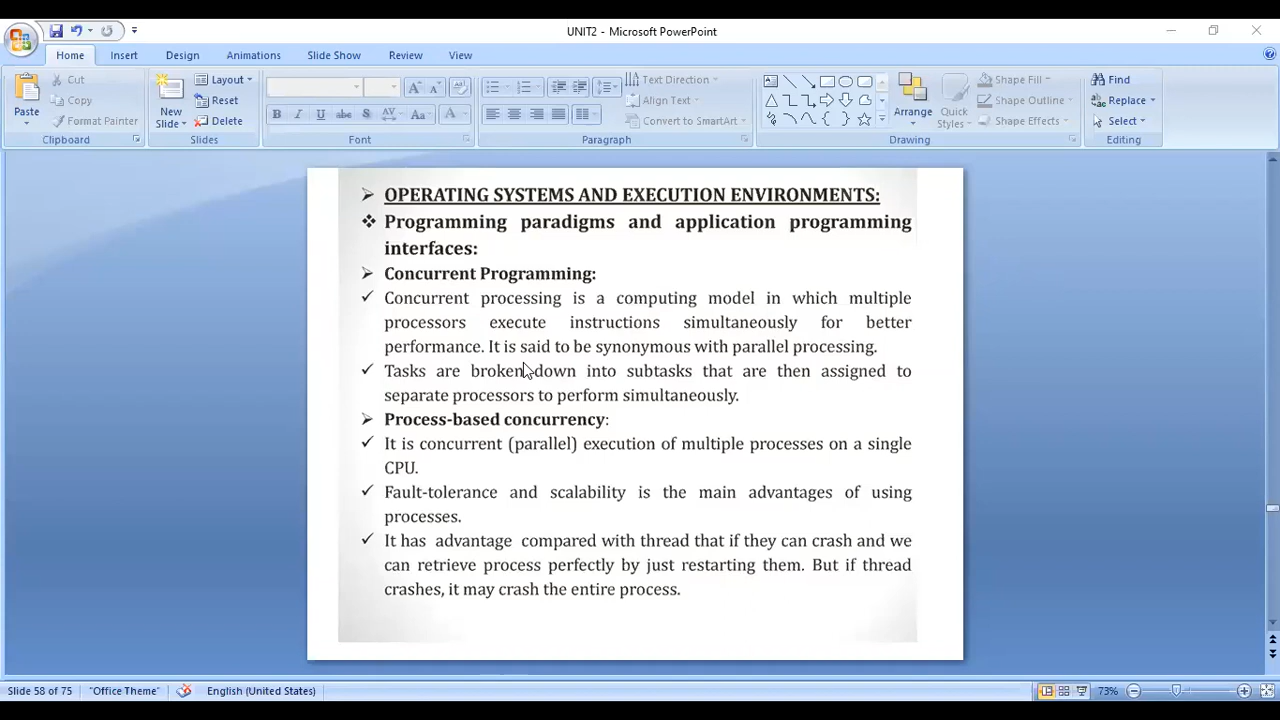 UNIT2 - Microsoft PowerPoint
Home Insert Design Animations Slide Show Review View
Paste
Cut
Copy
Format Painter
Clipboard
New Slide
Layout
Reset
Delete
Slides
B I U abc S AV Aa A
Font
Text Direction
Align Text
Convert to SmartArt
Paragraph
Arrange
Quick Styles
Shape Fill
Shape Outline
Shape Effects
Drawing
Find
Replace
Select
Editing
OPERATING SYSTEMS AND EXECUTION ENVIRONMENTS:
Programming paradigms and application programming
interfaces:
Concurrent Programming:
Concurrent processing is a computing model in which multiple
processors execute instructions simultaneously for better
performance. It is said to be synonymous with parallel processing.
Tasks are broken down into subtasks that are then assigned to
separate processors to perform simultaneously.
Process-based concurrency:
It is concurrent (parallel) execution of multiple processes on a single
CPU.
Fault-tolerance and scalability is the main advantages of using
processes.
It has advantage compared with thread that if they can crash and we
can retrieve process perfectly by just restarting them. But if thread
crashes, it may crash the entire process.
Slide 58 of 75 "Office Theme" English (United States) 73%